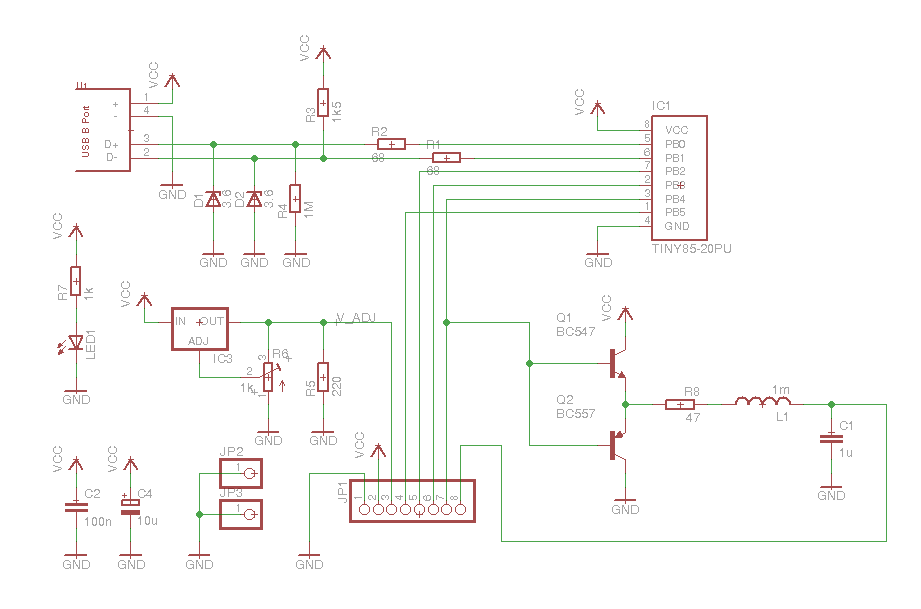 U1
USB B Port
+
-
D+
D-
1
4
3
2
VCC
GND
VCC
R3
1k5
R2
68
R1
68
D1
3.6
D2
3.6
R4
1M
GND
GND
GND
VCC
IC1
8
5
6
7
2
3
1
4
VCC
PB0
PB1
PB2
PB3
PB4
PB5
GND
TINY85-20PU
GND
VCC
R7
1k
LED1
GND
VCC
IN
OUT
ADJ
IC3
V_ADJ
R6
3
2
1
1k
R5
220
GND
GND
Q1
BC547
VCC
Q2
BC557
GND
R8
47
1m
L1
C1
1u
GND
VCC
C2
100n
GND
VCC
C4
10u
GND
JP2
1
JP3
1
GND
VCC
JP1
1
2
3
4
5
6
7
8
GND